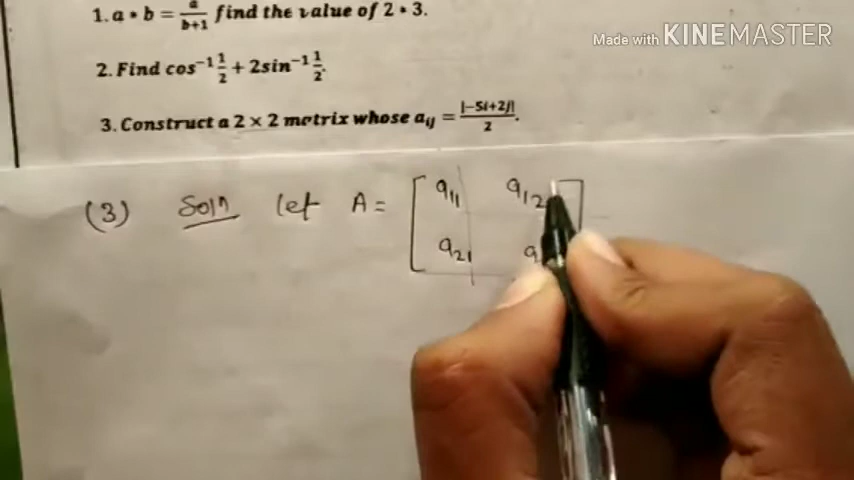 1. a * b = a/b+1 find the value of 2 * 3.
Made with KINEMASTER
2. Find cos⁻¹ 1/2 + 2sin⁻¹ 1/2.
3. Construct a 2 × 2 metrix whose aᵢⱼ = |-5i+2j|/2.
(3) Soln let A = [ a₁₁ a₁₂
a₂₁ a ]